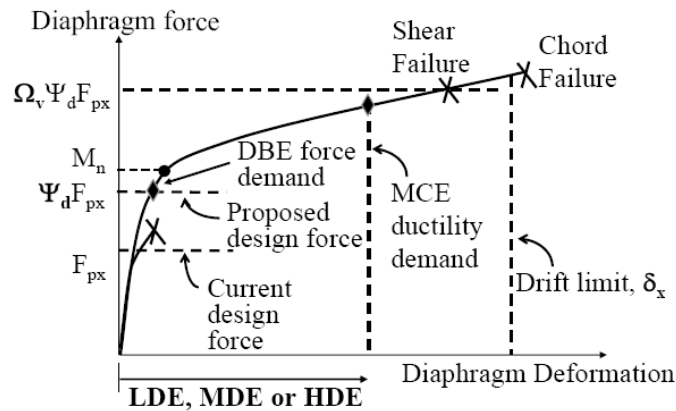 Diaphragm force
Shear
Failure
Chord
Failure
Ω_vΨ_dF_px
M_n
DBE force
demand
Ψ_dF_px
Proposed
design force
MCE
ductility
demand
F_px
Current
design
force
Drift limit, δ_x
Diaphragm Deformation
LDE, MDE or HDE